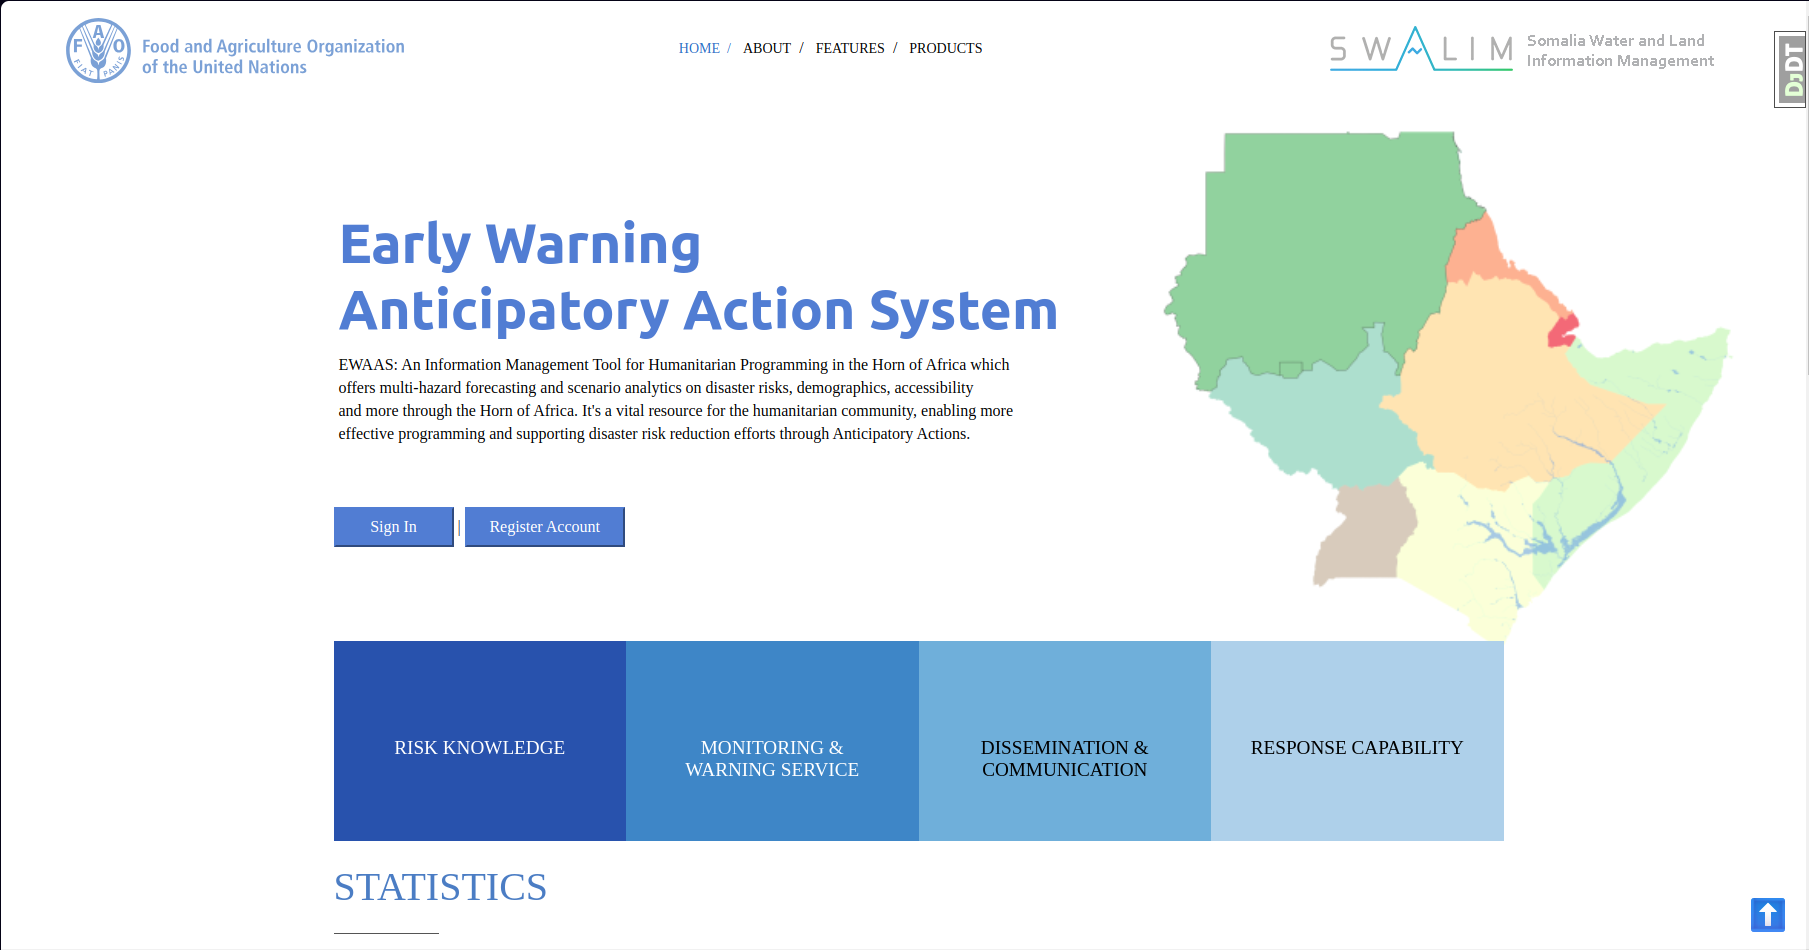 FAO
FIAT PANIS
Food and Agriculture Organization
of the United Nations
HOME / ABOUT / FEATURES / PRODUCTS
SWALIM
Somalia Water and Land
Information Management
DJDT
Early Warning
Anticipatory Action System
EWAAS: An Information Management Tool for Humanitarian Programming in the Horn of Africa which
offers multi-hazard forecasting and scenario analytics on disaster risks, demographics, accessibility
and more through the Horn of Africa. It's a vital resource for the humanitarian community, enabling more
effective programming and supporting disaster risk reduction efforts through Anticipatory Actions.
Sign In | Register Account
RISK KNOWLEDGE
MONITORING &
WARNING SERVICE
DISSEMINATION &
COMMUNICATION
RESPONSE CAPABILITY
STATISTICS